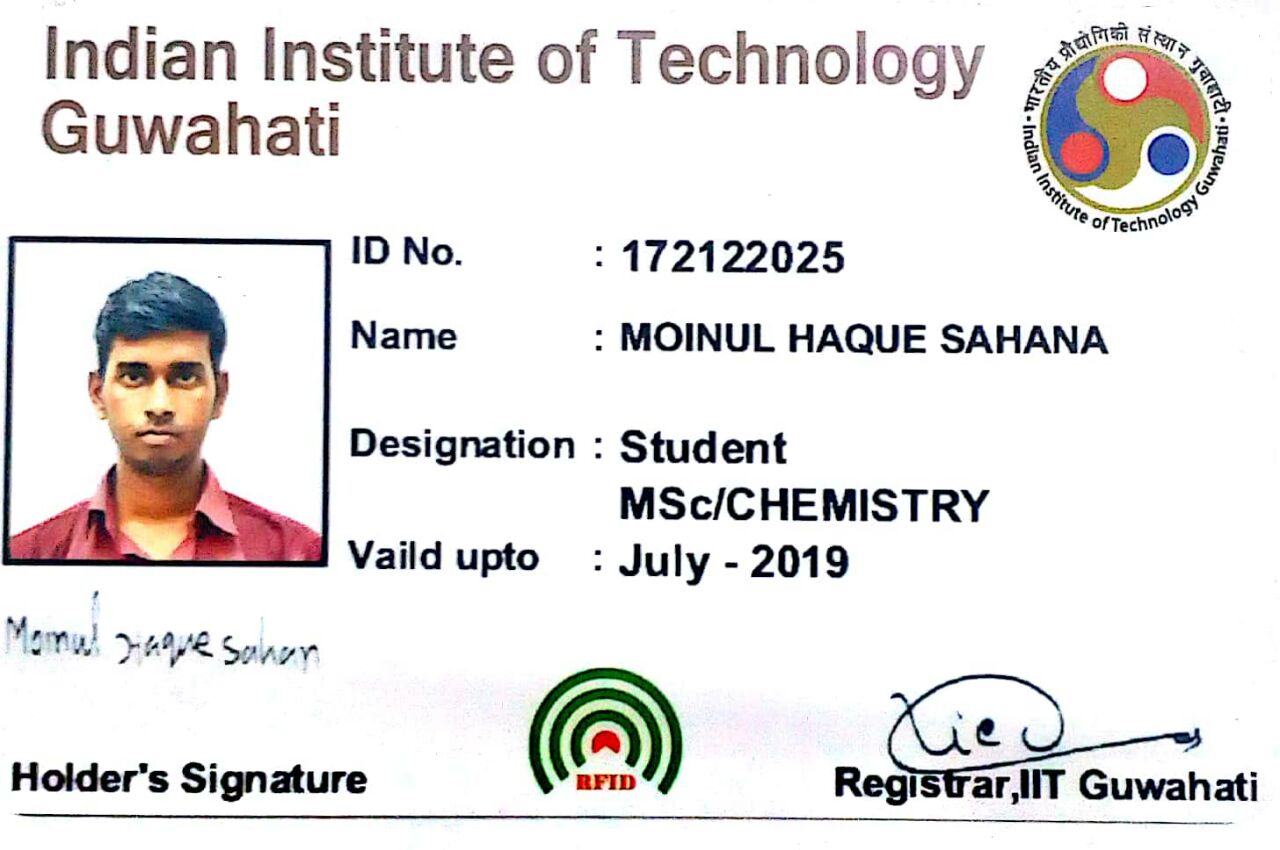 Indian Institute of Technology
Guwahati
भारतीय प्रौद्योगिकी संस्थान गुवाहाटी
Indian Institute of Technology Guwahati
ID No. : 172122025
Name : MOINUL HAQUE SAHANA
Designation : Student
MSc/CHEMISTRY
Vaild upto : July - 2019
Moinul Haque Sahan
RFID
Holder's Signature
Registrar,IIT Guwahati